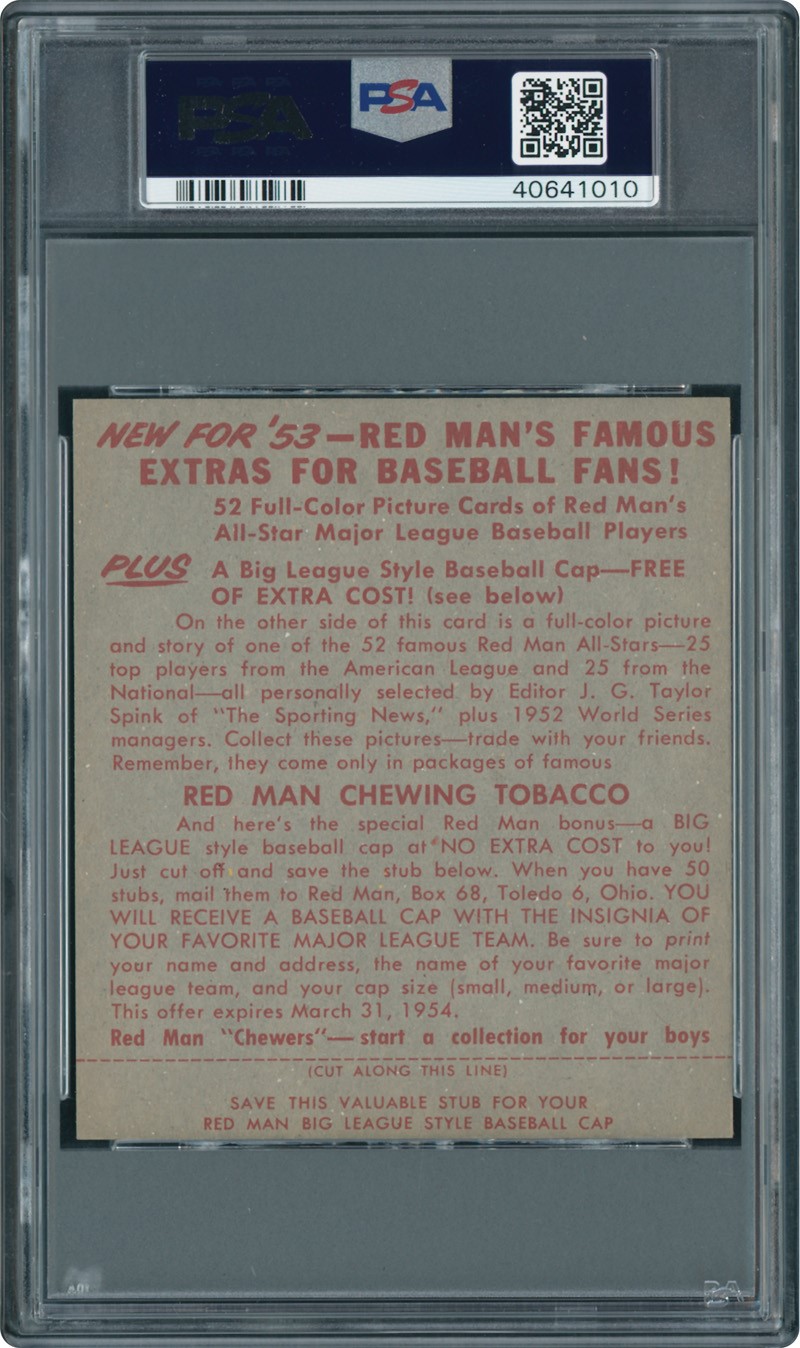 PSA
PSA
40641010
NEW FOR '53—RED MAN'S FAMOUS
EXTRAS FOR BASEBALL FANS!
52 Full-Color Picture Cards of Red Man's
All-Star Major League Baseball Players
PLUS A Big League Style Baseball Cap—FREE
OF EXTRA COST! (see below)
On the other side of this card is a full-color picture
and story of one of the 52 famous Red Man All-Stars—25
top players from the American League and 25 from the
National—all personally selected by Editor J. G. Taylor
Spink of "The Sporting News," plus 1952 World Series
managers. Collect these pictures—trade with your friends.
Remember, they come only in packages of famous
RED MAN CHEWING TOBACCO
And here's the special Red Man bonus—a BIG
LEAGUE style baseball cap at NO EXTRA COST to you!
Just cut off and save the stub below. When you have 50
stubs, mail them to Red Man, Box 68, Toledo 6, Ohio. YOU
WILL RECEIVE A BASEBALL CAP WITH THE INSIGNIA OF
YOUR FAVORITE MAJOR LEAGUE TEAM. Be sure to print
your name and address, the name of your favorite major
league team, and your cap size (small, medium, or large).
This offer expires March 31, 1954.
Red Man "Chewers"—start a collection for your boys
(CUT ALONG THIS LINE)
SAVE THIS VALUABLE STUB FOR YOUR
RED MAN BIG LEAGUE STYLE BASEBALL CAP